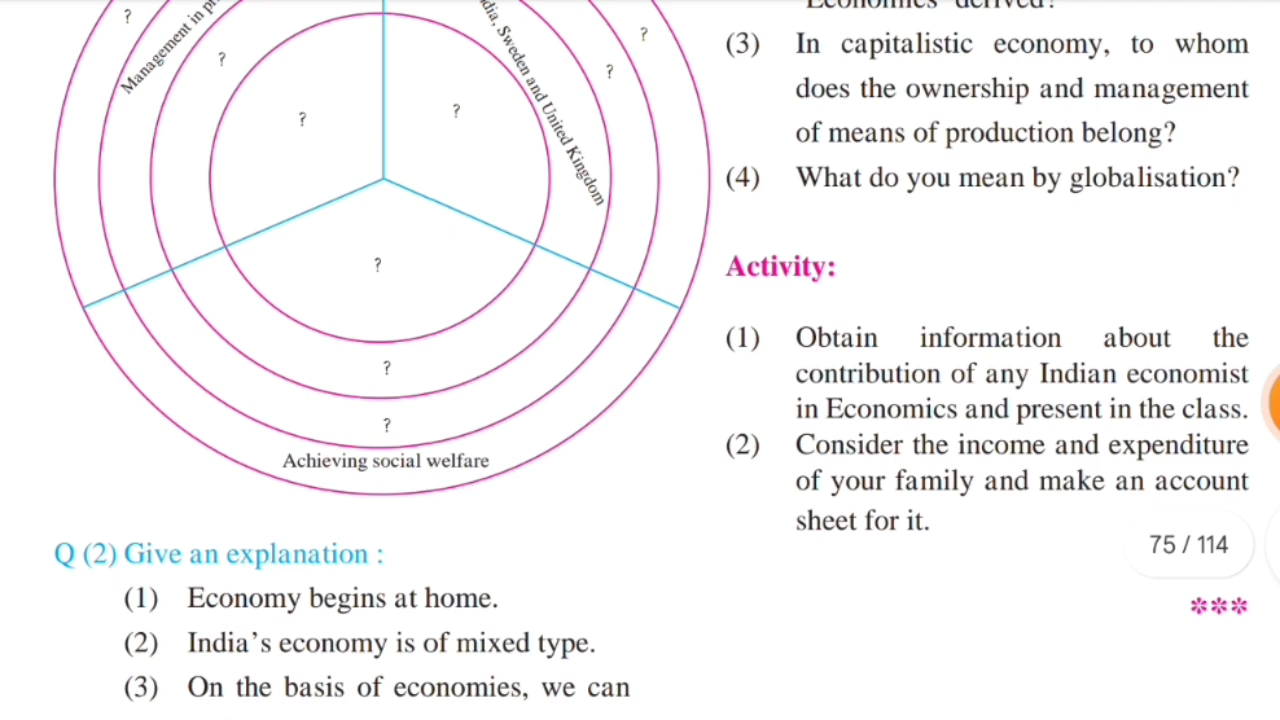 ?
Management in
?
?
?
dia, Sweden and United Kingdom
?
?
?
?
?
Achieving social welfare
Q (2) Give an explanation :
(1) Economy begins at home.
(2) India’s economy is of mixed type.
(3) On the basis of economies, we can
Economics derived?
(3) In capitalistic economy, to whom
does the ownership and management
of means of production belong?
(4) What do you mean by globalisation?
Activity:
(1) Obtain information about the
contribution of any Indian economist
in Economics and present in the class.
(2) Consider the income and expenditure
of your family and make an account
sheet for it.
75 / 114
***